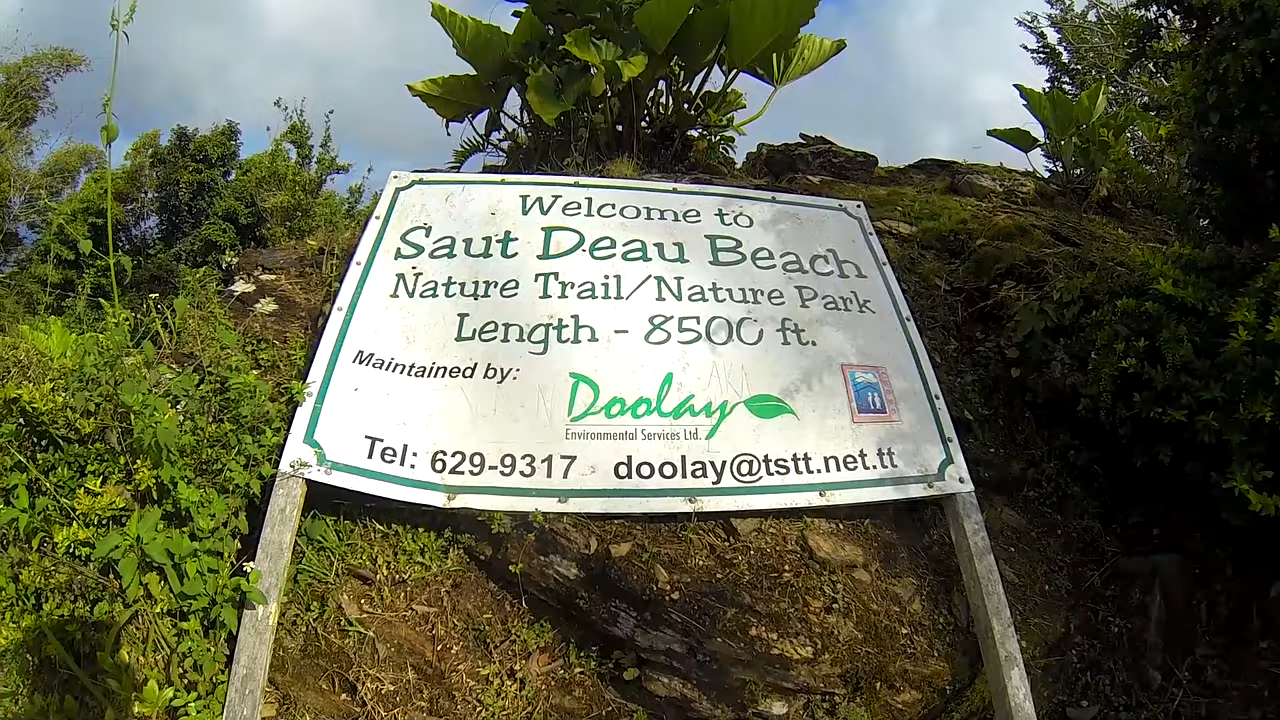 Welcome to
Saut Deau Beach
Nature Trail/Nature Park
Length - 8500 ft.
Maintained by:
Doolay
Environmental Services Ltd.
Tel: 629-9317 doolay@tstt.net.tt